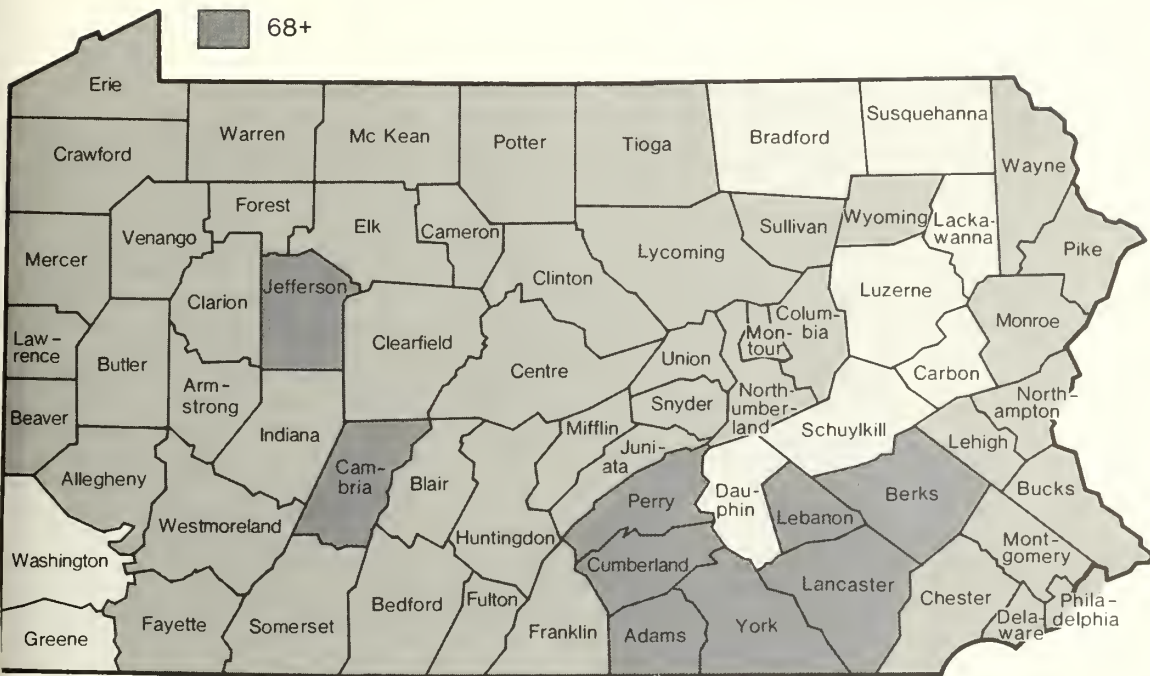 68+
Erie
Crawford
Warren
Mc Kean
Potter
Tioga
Bradford
Susquehanna
Wayne
Mercer
Venango
Forest
Elk
Cameron
Clinton
Lycoming
Sullivan
Wyoming
Lacka-
wanna
Pike
Clarion
Jefferson
Clearfield
Centre
Union
Mon-
tour
Colum-
bia
Luzerne
Monroe
Law-
rence
Butler
Arm-
strong
Snyder
North-
umber-
land
Carbon
North-
ampton
Beaver
Allegheny
Indiana
Cam-
bria
Blair
Mifflin
Juni-
ata
Schuylkill
Lehigh
Westmoreland
Huntingdon
Perry
Dau-
phin
Lebanon
Berks
Bucks
Washington
Cumberland
Lancaster
Mont-
gomery
Greene
Fayette
Somerset
Bedford
Fulton
Franklin
Adams
York
Chester
Dela-
ware
Phila-
delphia